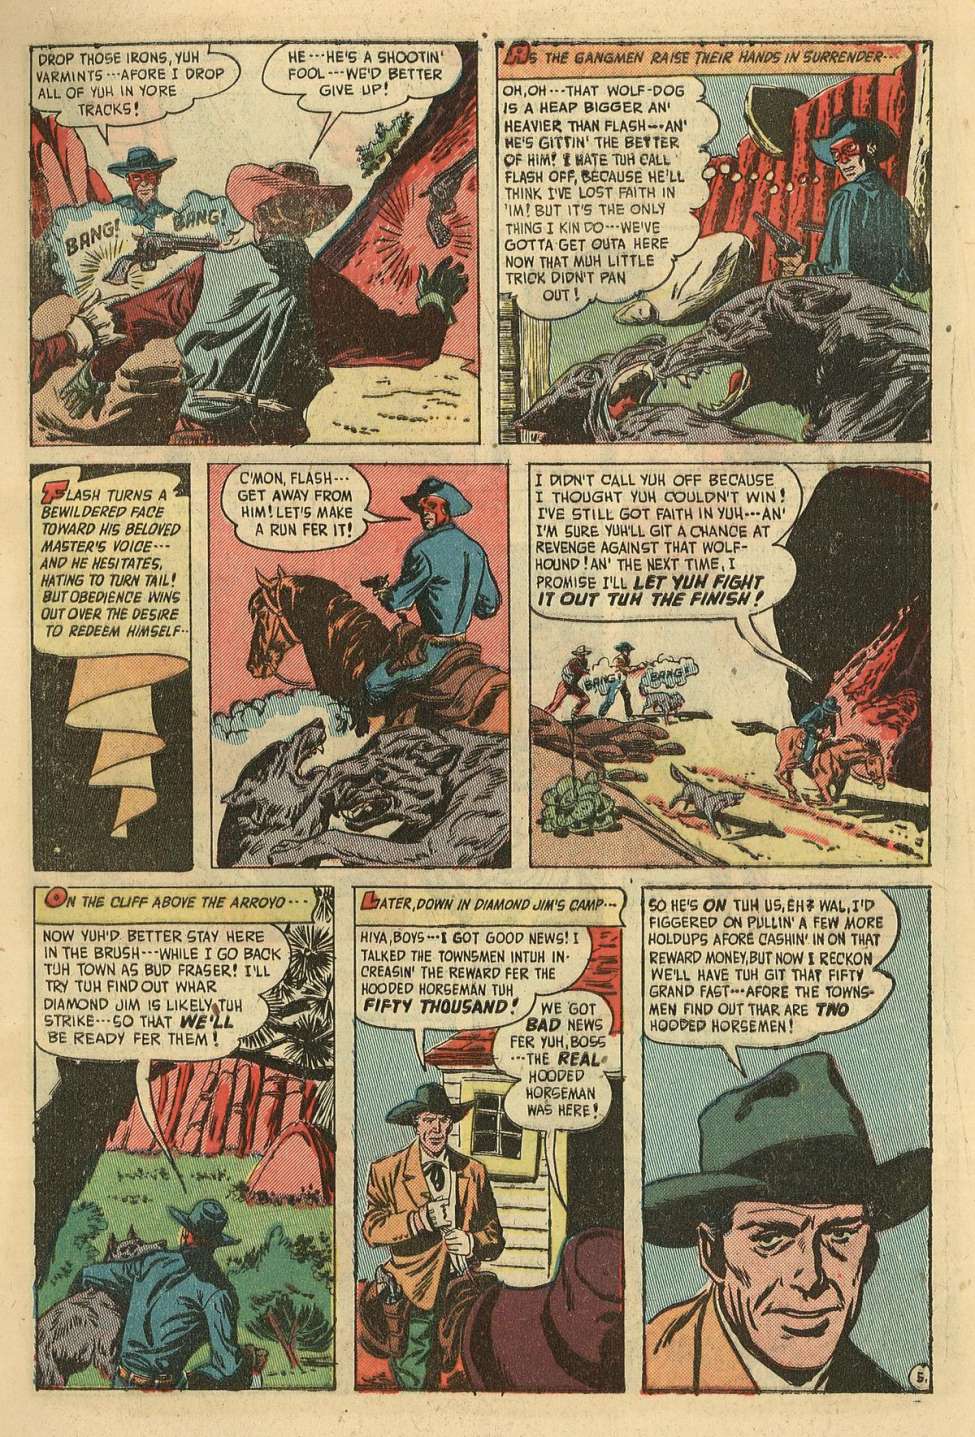 DROP THOSE IRONS, YUH
VARMINTS---AFORE I DROP
ALL OF YUH IN YORE
TRACKS!
HE---HE'S A SHOOTIN'
FOOL---WE'D BETTER
GIVE UP!
BANG!
BANG!
AS THE GANGMEN RAISE THEIR HANDS IN SURRENDER---
OH, OH---THAT WOLF-DOG
IS A HEAP BIGGER AN'
HEAVIER THAN FLASH---AN'
HE'S GITTIN' THE BETTER
OF HIM! I HATE TUH CALL
FLASH OFF, BECAUSE HE'LL
THINK I'VE LOST FAITH IN
'IM! BUT IT'S THE ONLY
THING I KIN DO---WE'VE
GOTTA GET OUTA HERE
NOW THAT MUH LITTLE
TRICK DIDN'T PAN
OUT!
FLASH TURNS A
BEWILDERED FACE
TOWARD HIS BELOVED
MASTER'S VOICE---
AND HE HESITATES,
HATING TO TURN TAIL!
BUT OBEDIENCE WINS
OUT OVER THE DESIRE
TO REDEEM HIMSELF--
C'MON, FLASH---
GET AWAY FROM
HIM! LET'S MAKE
A RUN FER IT!
I DIDN'T CALL YUH OFF BECAUSE
I THOUGHT YUH COULDN'T WIN!
I'VE STILL GOT FAITH IN YUH---AN'
I'M SURE YUH'LL GIT A CHANCE AT
REVENGE AGAINST THAT WOLF-
HOUND! AN' THE NEXT TIME, I
PROMISE I'LL LET YUH FIGHT
IT OUT TUH THE FINISH!
BANG!
BANG!
ON THE CLIFF ABOVE THE ARROYO---
NOW YUH'D BETTER STAY HERE
IN THE BRUSH---WHILE I GO BACK
TUH TOWN AS BUD FRASER! I'LL
TRY TUH FIND OUT WHAR
DIAMOND JIM IS LIKELY TUH
STRIKE---SO THAT WE'LL
BE READY FER THEM!
LATER, DOWN IN DIAMOND JIM'S CAMP---
HIYA, BOYS---I GOT GOOD NEWS! I
TALKED THE TOWNSMEN INTUH IN-
CREASIN' THE REWARD FER THE
HOODED HORSEMAN TUH
FIFTY THOUSAND!
WE GOT
BAD NEWS
FER YUH, BOSS
---THE REAL
HOODED
HORSEMAN
WAS HERE!
SO HE'S ON TUH US, EH? WAL, I'D
FIGGERED ON PULLIN' A FEW MORE
HOLDUPS AFORE CASHIN' IN ON THAT
REWARD MONEY, BUT NOW I RECKON
WE'LL HAVE TUH GIT THAT FIFTY
GRAND FAST---AFORE THE TOWNS-
MEN FIND OUT THAR ARE TWO
HOODED HORSEMEN!
5.